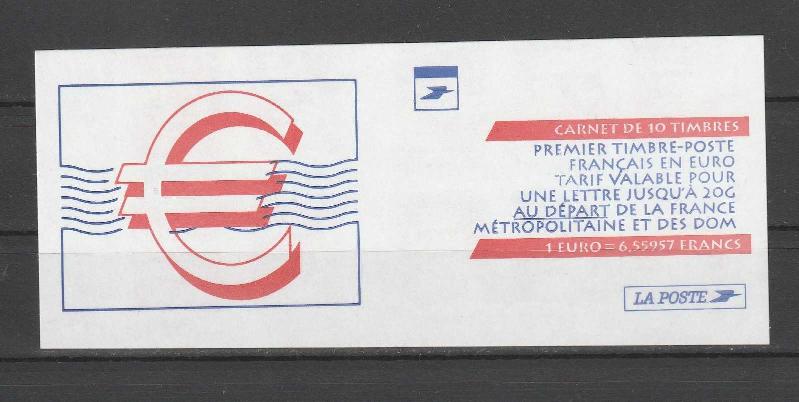 CARNET DE 10 TIMBRES
PREMIER TIMBRE-POSTE
FRANÇAIS EN EURO
TARIF VALABLE POUR
UNE LETTRE JUSQU'À 20G
AU DÉPART DE LA FRANCE
MÉTROPOLITAINE ET DES DOM
1 EURO = 6,55957 FRANCS
LA POSTE